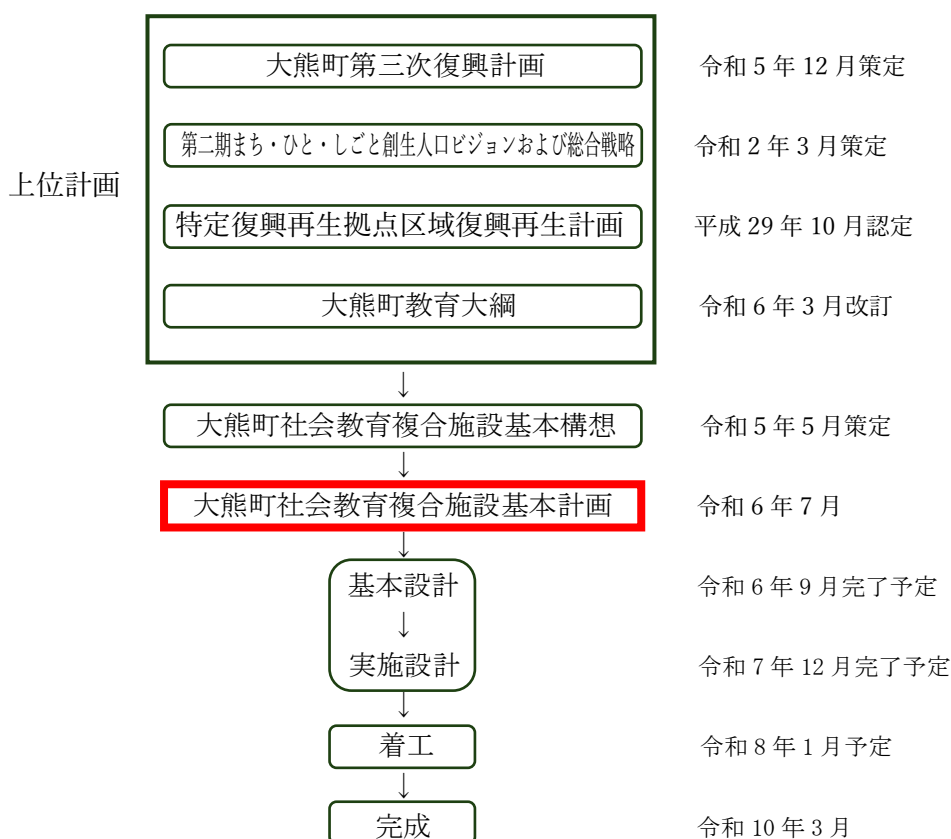 大熊町第三次復興計画 令和5年12月策定
第二期まち・ひと・しごと創生人口ビジョンおよび総合戦略 令和2年3月策定
上位計画
特定復興再生拠点区域復興再生計画 平成29年10月認定
大熊町教育大綱 令和6年3月改訂
↓
大熊町社会教育複合施設基本構想 令和5年5月策定
↓
大熊町社会教育複合施設基本計画 令和6年7月
↓
基本設計 令和6年9月完了予定
↓
実施設計 令和7年12月完了予定
↓
着工 令和8年1月予定
↓
完成 令和10年3月